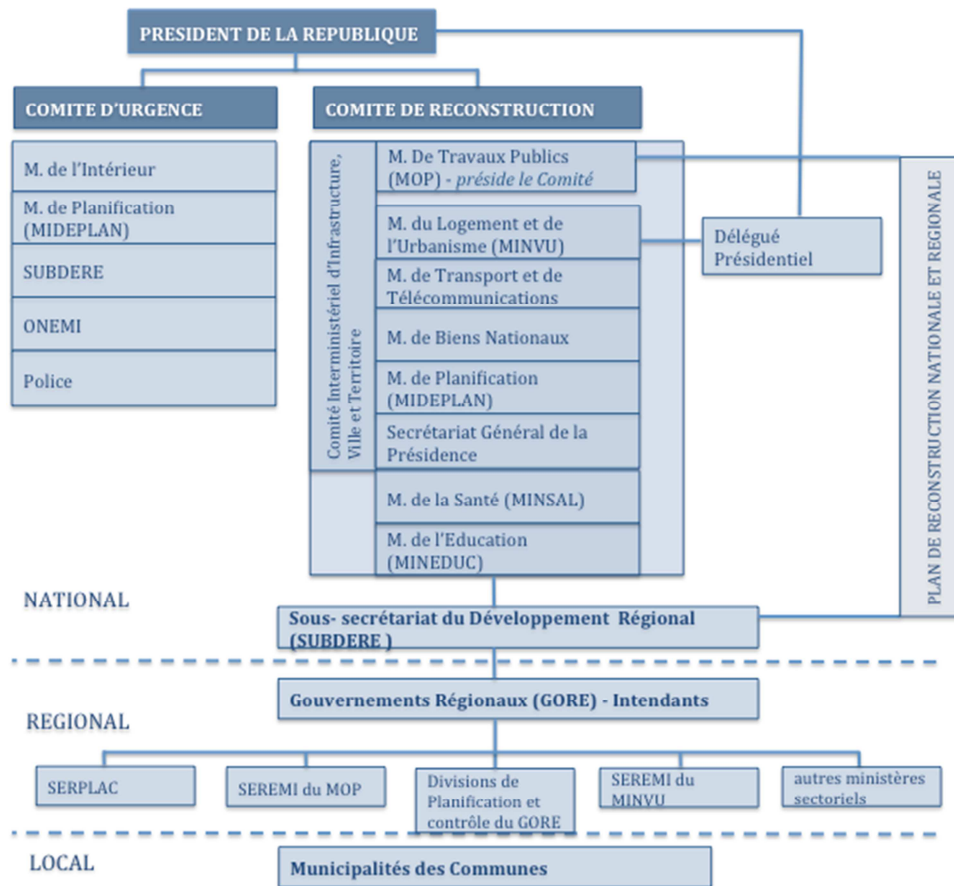 PRESIDENT DE LA REPUBLIQUE
COMITE D'URGENCE
M. de l'Intérieur
M. de Planification
(MIDEPLAN)
SUBDERE
ONEMI
Police
COMITE DE RECONSTRUCTION
Comité Interministériel d'Infrastructure,
Ville et Territoire
M. De Travaux Publics
(MOP) - préside le Comité
M. du Logement et de
l'Urbanisme (MINVU)
M. de Transport et de
Télécommunications
M. de Biens Nationaux
M. de Planification
(MIDEPLAN)
Secrétariat Général de la
Présidence
M. de la Santé (MINSAL)
M. de l'Education
(MINEDUC)
Délégué
Présidentiel
PLAN DE RECONSTRUCTION NATIONALE ET REGIONALE
NATIONAL
Sous- secrétariat du Développement Régional
(SUBDERE )
Gouvernements Régionaux (GORE) - Intendants
REGIONAL
SERPLAC
SEREMI du MOP
Divisions de
Planification et
contrôle du GORE
SEREMI du
MINVU
autres ministères
sectoriels
LOCAL
Municipalités des Communes